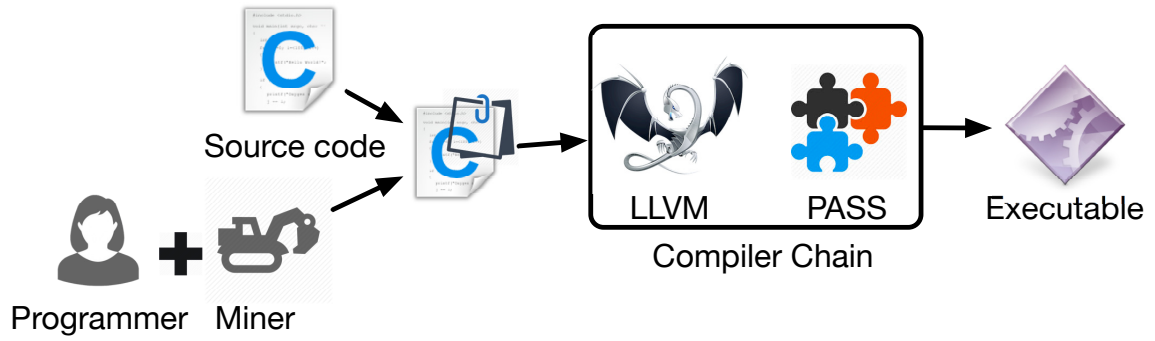 C
Source code
C
LLVM
PASS
Executable
Compiler Chain
Programmer
Miner